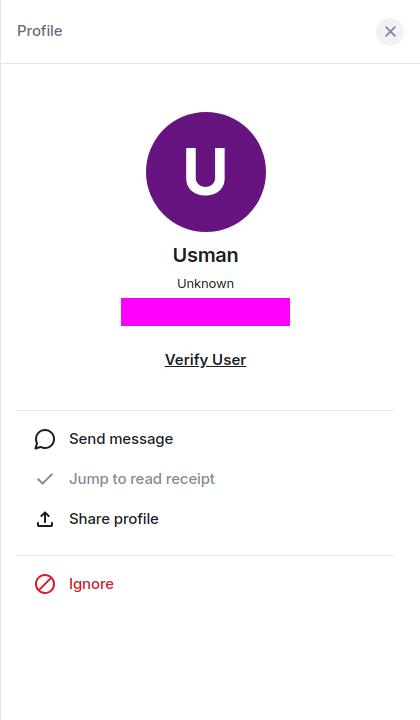 Profile
U
Usman
Unknown
Verify User
Send message
Jump to read receipt
Share profile
Ignore